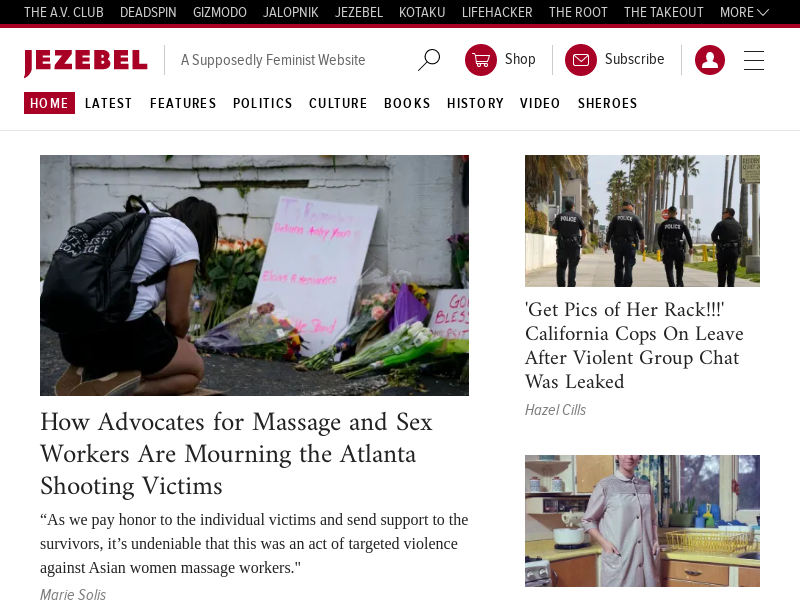 THE A.V. CLUB DEADSPIN GIZMODO JALOPNIK JEZEBEL KOTAKU LIFEHACKER THE ROOT THE TAKEOUT MORE
JEZEBEL A Supposedly Feminist Website Shop Subscribe
HOME LATEST FEATURES POLITICS CULTURE BOOKS HISTORY VIDEO SHEROES
POLICE POLICE POLICE
How Advocates for Massage and Sex
Workers Are Mourning the Atlanta
Shooting Victims
“As we pay honor to the individual victims and send support to the
survivors, it’s undeniable that this was an act of targeted violence
against Asian women massage workers."
Marie Solis
'Get Pics of Her Rack!!!'
California Cops On Leave
After Violent Group Chat
Was Leaked
Hazel Cills